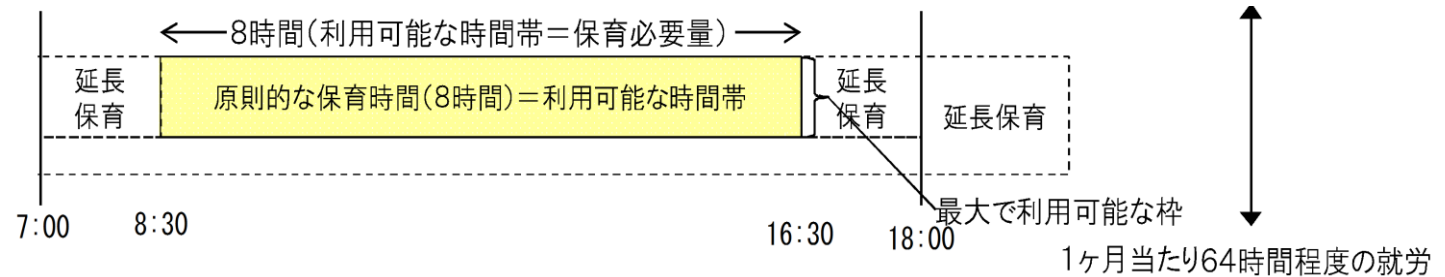 8時間(利用可能な時間帯=保育必要量)
延長
保育
原則的な保育時間(8時間)=利用可能な時間帯
延長
保育
延長保育
最大で利用可能な枠
7:00
8:30
16:30
18:00
1ヶ月当たり64時間程度の就労